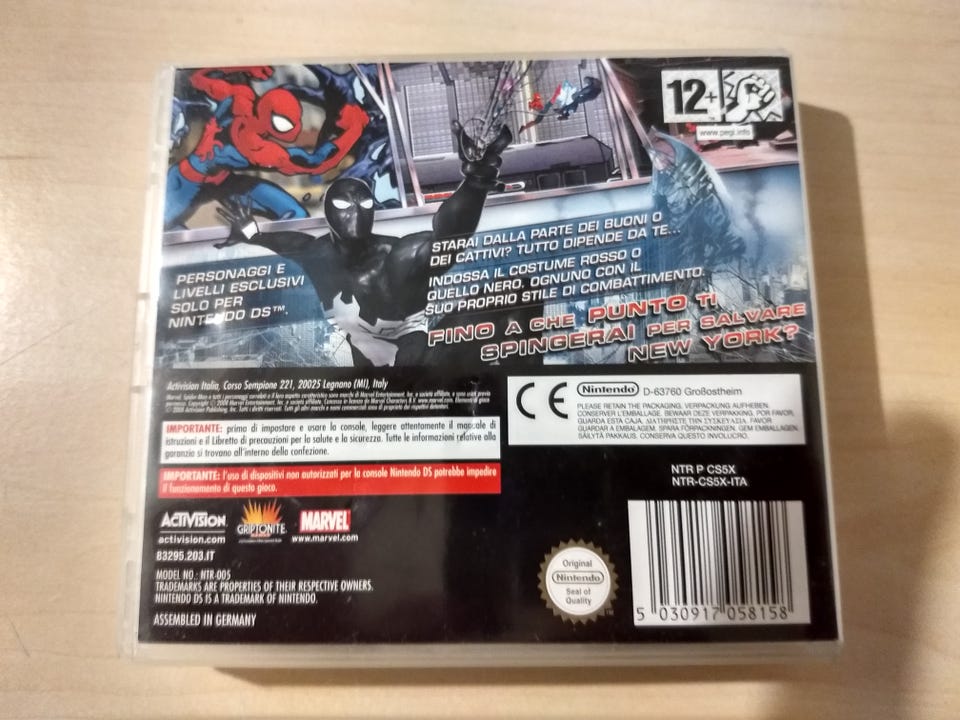 12+
www.pegi.info
PERSONAGGI E
LIVELLI ESCLUSIVI
SOLO PER
NINTENDO DS™.
STARAI DALLA PARTE DEI BUONI O
DEI CATTIVI? TUTTO DIPENDE DA TE...
INDOSSA IL COSTUME ROSSO O
QUELLO NERO, OGNUNO CON IL
SUO PROPRIO STILE DI COMBATTIMENTO.
FINO A CHE PUNTO TI
SPINGERAI PER SALVARE
NEW YORK?
Activision Italia, Corso Sempione 221, 20025 Legnano (MI), Italy
IMPORTANTE: prima di impostare e usare la console, leggere attentamente il manuale di
istruzioni e il Libretto di precauzioni per la salute e la sicurezza. Tutte le informazioni relative alla
garanzia si trovano all'interno della confezione.
IMPORTANTE: l'uso di dispositivi non autorizzati per la console Nintendo DS potrebbe impedire
il funzionamento di questo gioco.
CE
Nintendo D-63760 Großostheim
PLEASE RETAIN THE PACKAGING. VERPACKUNG AUFHEBEN.
CONSERVER L'EMBALLAGE. BEWAAR DEZE VERPAKKING. POR FAVOR,
GUARDA ESTA CAJA. ΔΙΑΤΗΡΗΣΤΕ ΤΗΝ ΣΥΣΚΕΥΑΣΙΑ. FAVOR
GUARDAR A EMBALAGEM. SPARA FÖRPACKNINGEN. GEM EMBALLAGEN.
SÄILYTÄ PAKKAUS. CONSERVA QUESTO INVOLUCRO.
NTR P CS5X
NTR-CS5X-ITA
ACTIVISION.
activision.com
GRIPTONITE
MARVEL
www.marvel.com
83295.203.IT
MODEL NO.: NTR-005
TRADEMARKS ARE PROPERTIES OF THEIR RESPECTIVE OWNERS.
NINTENDO DS IS A TRADEMARK OF NINTENDO.
ASSEMBLED IN GERMANY
Original
Nintendo
Seal of
Quality
5 030917 058158